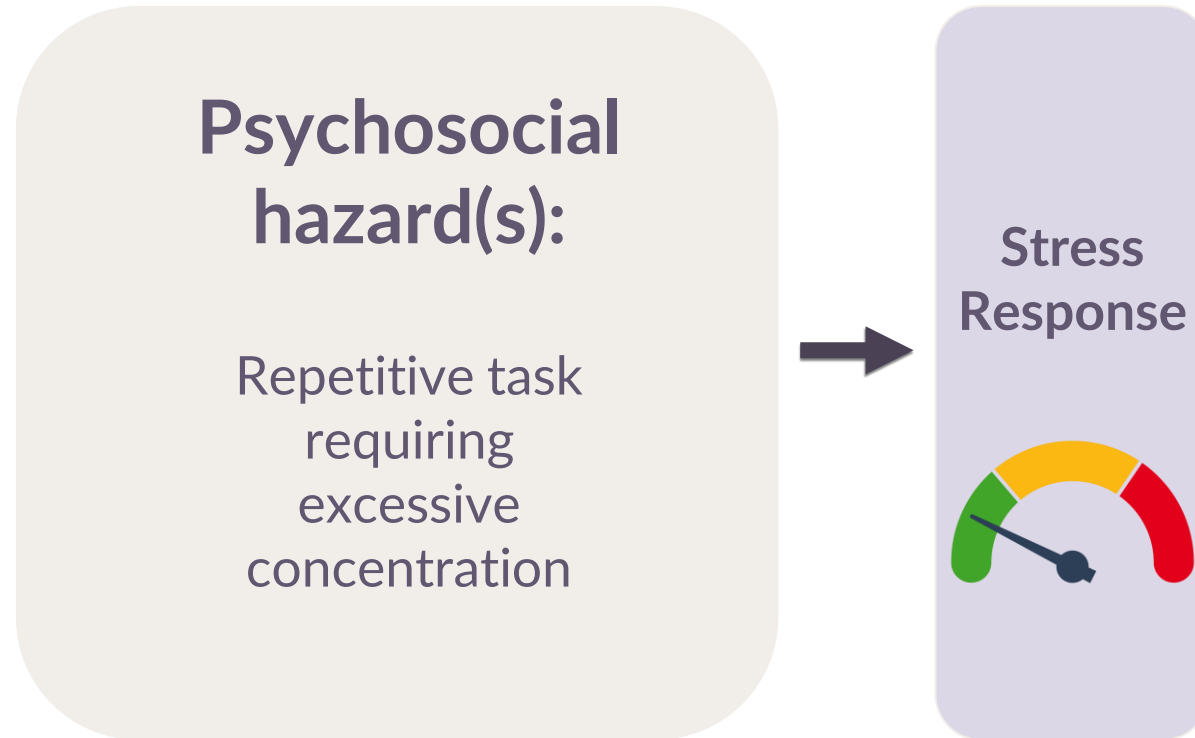 Psychosocial
hazard(s):
Repetitive task
requiring
excessive
concentration
Stress
Response